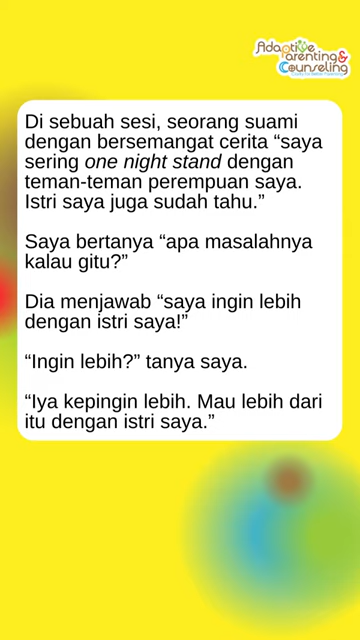 Adaptive
Parenting&
Counseling
Di sebuah sesi, seorang suami
dengan bersemangat cerita “saya
sering one night stand dengan
teman-teman perempuan saya.
Istri saya juga sudah tahu.”
Saya bertanya “apa masalahnya
kalau gitu?”
Dia menjawab “saya ingin lebih
dengan istri saya!”
“Ingin lebih?” tanya saya.
“Iya kepingin lebih. Mau lebih dari
itu dengan istri saya.”